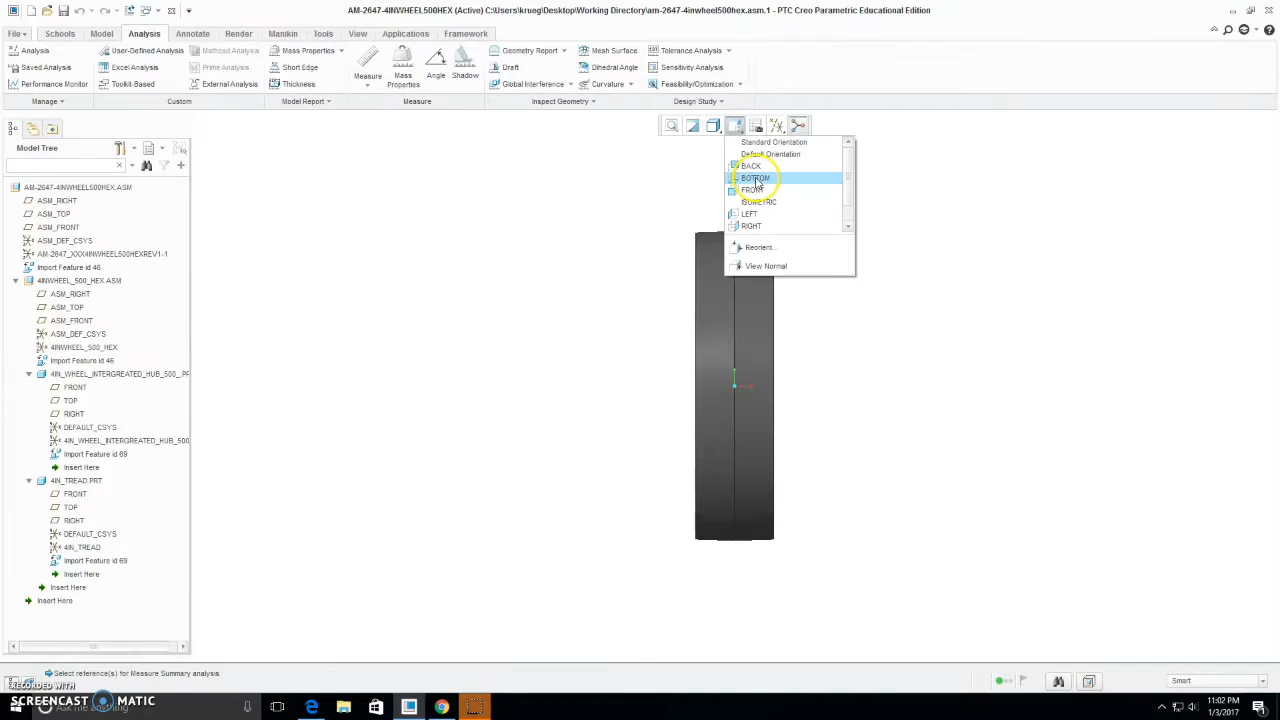 AM-2647-4INWHEEL500HEX (Active) C:\Users\krueg\Desktop\Working Directory\am-2647-4inwheel500hex.asm.1 - PTC Creo Parametric Educational Edition
File Schools Model Analysis Annotate Render Manikin Tools View Applications Framework
Analysis User-Defined Analysis Mathcad Analysis Mass Properties Geometry Report Mesh Surface Tolerance Analysis
Saved Analysis Excel Analysis Prime Analysis Short Edge Draft Dihedral Angle Sensitivity Analysis
Performance Monitor Toolkit-Based External Analysis Thickness Global Interference Curvature Feasibility/Optimization
Measure Mass Properties Angle Shadow
Manage Custom Model Report Measure Inspect Geometry Design Study
Model Tree
Standard Orientation
Default Orientation
BACK
BOTTOM
FRONT
ISOMETRIC
LEFT
RIGHT
Reorient...
View Normal
AM-2647-4INWHEEL500HEX.ASM
ASM_RIGHT
ASM_TOP
ASM_FRONT
ASM_DEF_CSYS
AM-2647_XXX4INWHEEL500HEXREV1-1
Import Feature id 46
4INWHEEL_500_HEX.ASM
ASM_RIGHT
ASM_TOP
ASM_FRONT
ASM_DEF_CSYS
4INWHEEL_500_HEX
Import Feature id 46
4IN_WHEEL_INTERGREATED_HUB_500_.PR
FRONT
TOP
RIGHT
DEFAULT_CSYS
4IN_WHEEL_INTERGREATED_HUB_500
Import Feature id 69
Insert Here
4IN_TREAD.PRT
FRONT
TOP
RIGHT
DEFAULT_CSYS
4IN_TREAD
Import Feature id 69
Insert Here
Insert Here
Insert Here
Select reference(s) for Measure Summary analysis
Smart
RECORDED WITH
SCREENCAST MATIC
11:02 PM
1/3/2017